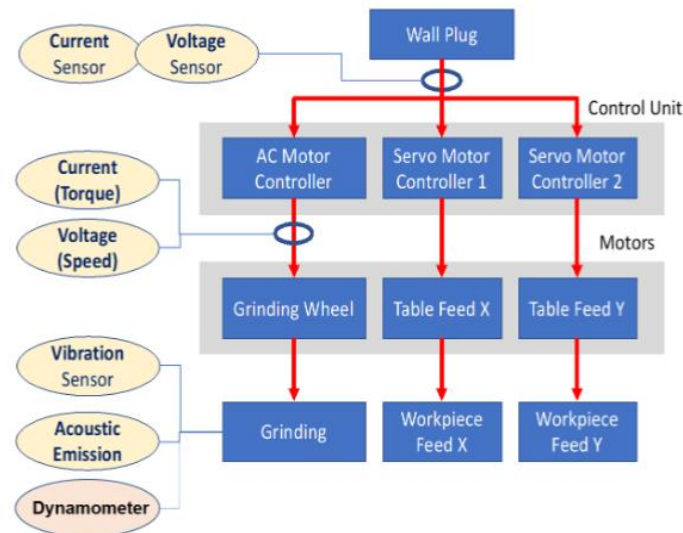 Current
Sensor
Voltage
Sensor
Wall Plug
Control Unit
AC Motor
Controller
Servo Motor
Controller 1
Servo Motor
Controller 2
Current
(Torque)
Voltage
(Speed)
Motors
Grinding Wheel
Table Feed X
Table Feed Y
Vibration
Sensor
Acoustic
Emission
Dynamometer
Grinding
Workpiece
Feed X
Workpiece
Feed Y